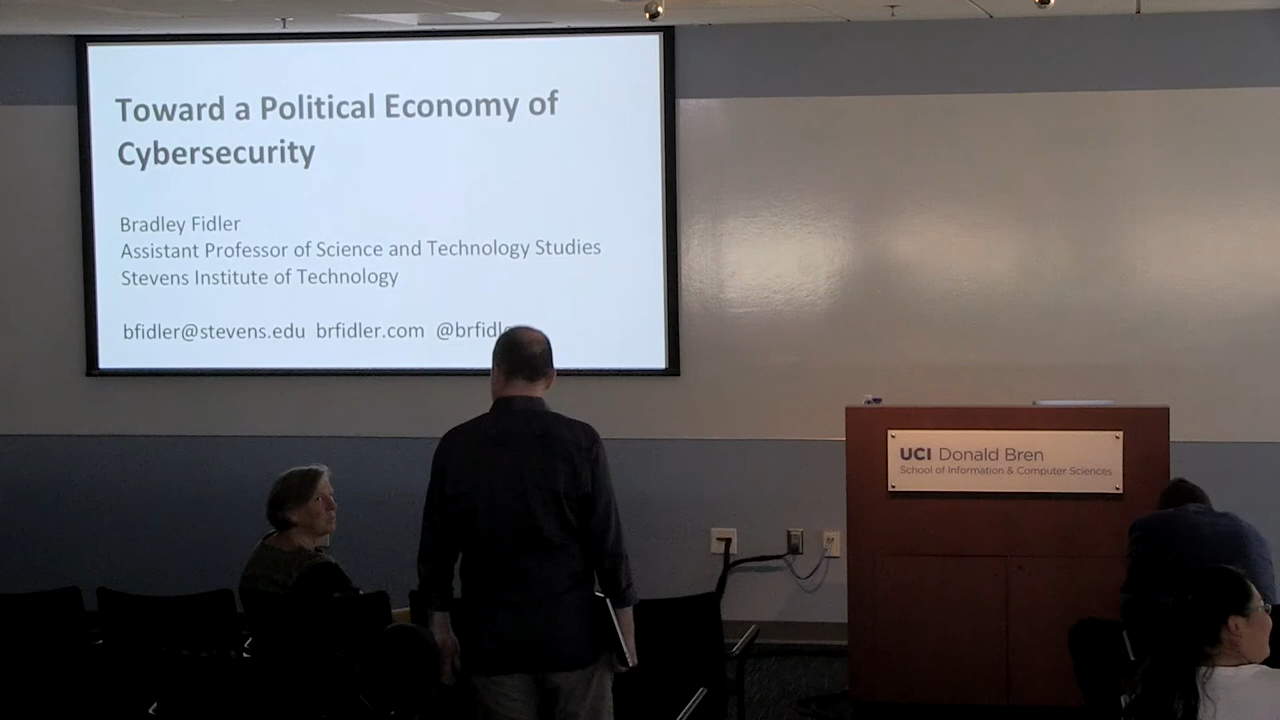 Toward a Political Economy of
Cybersecurity
Bradley Fidler
Assistant Professor of Science and Technology Studies
Stevens Institute of Technology
bfidler@stevens.edu brfidler.com
UCI Donald Bren
School of Information & Computer Sciences